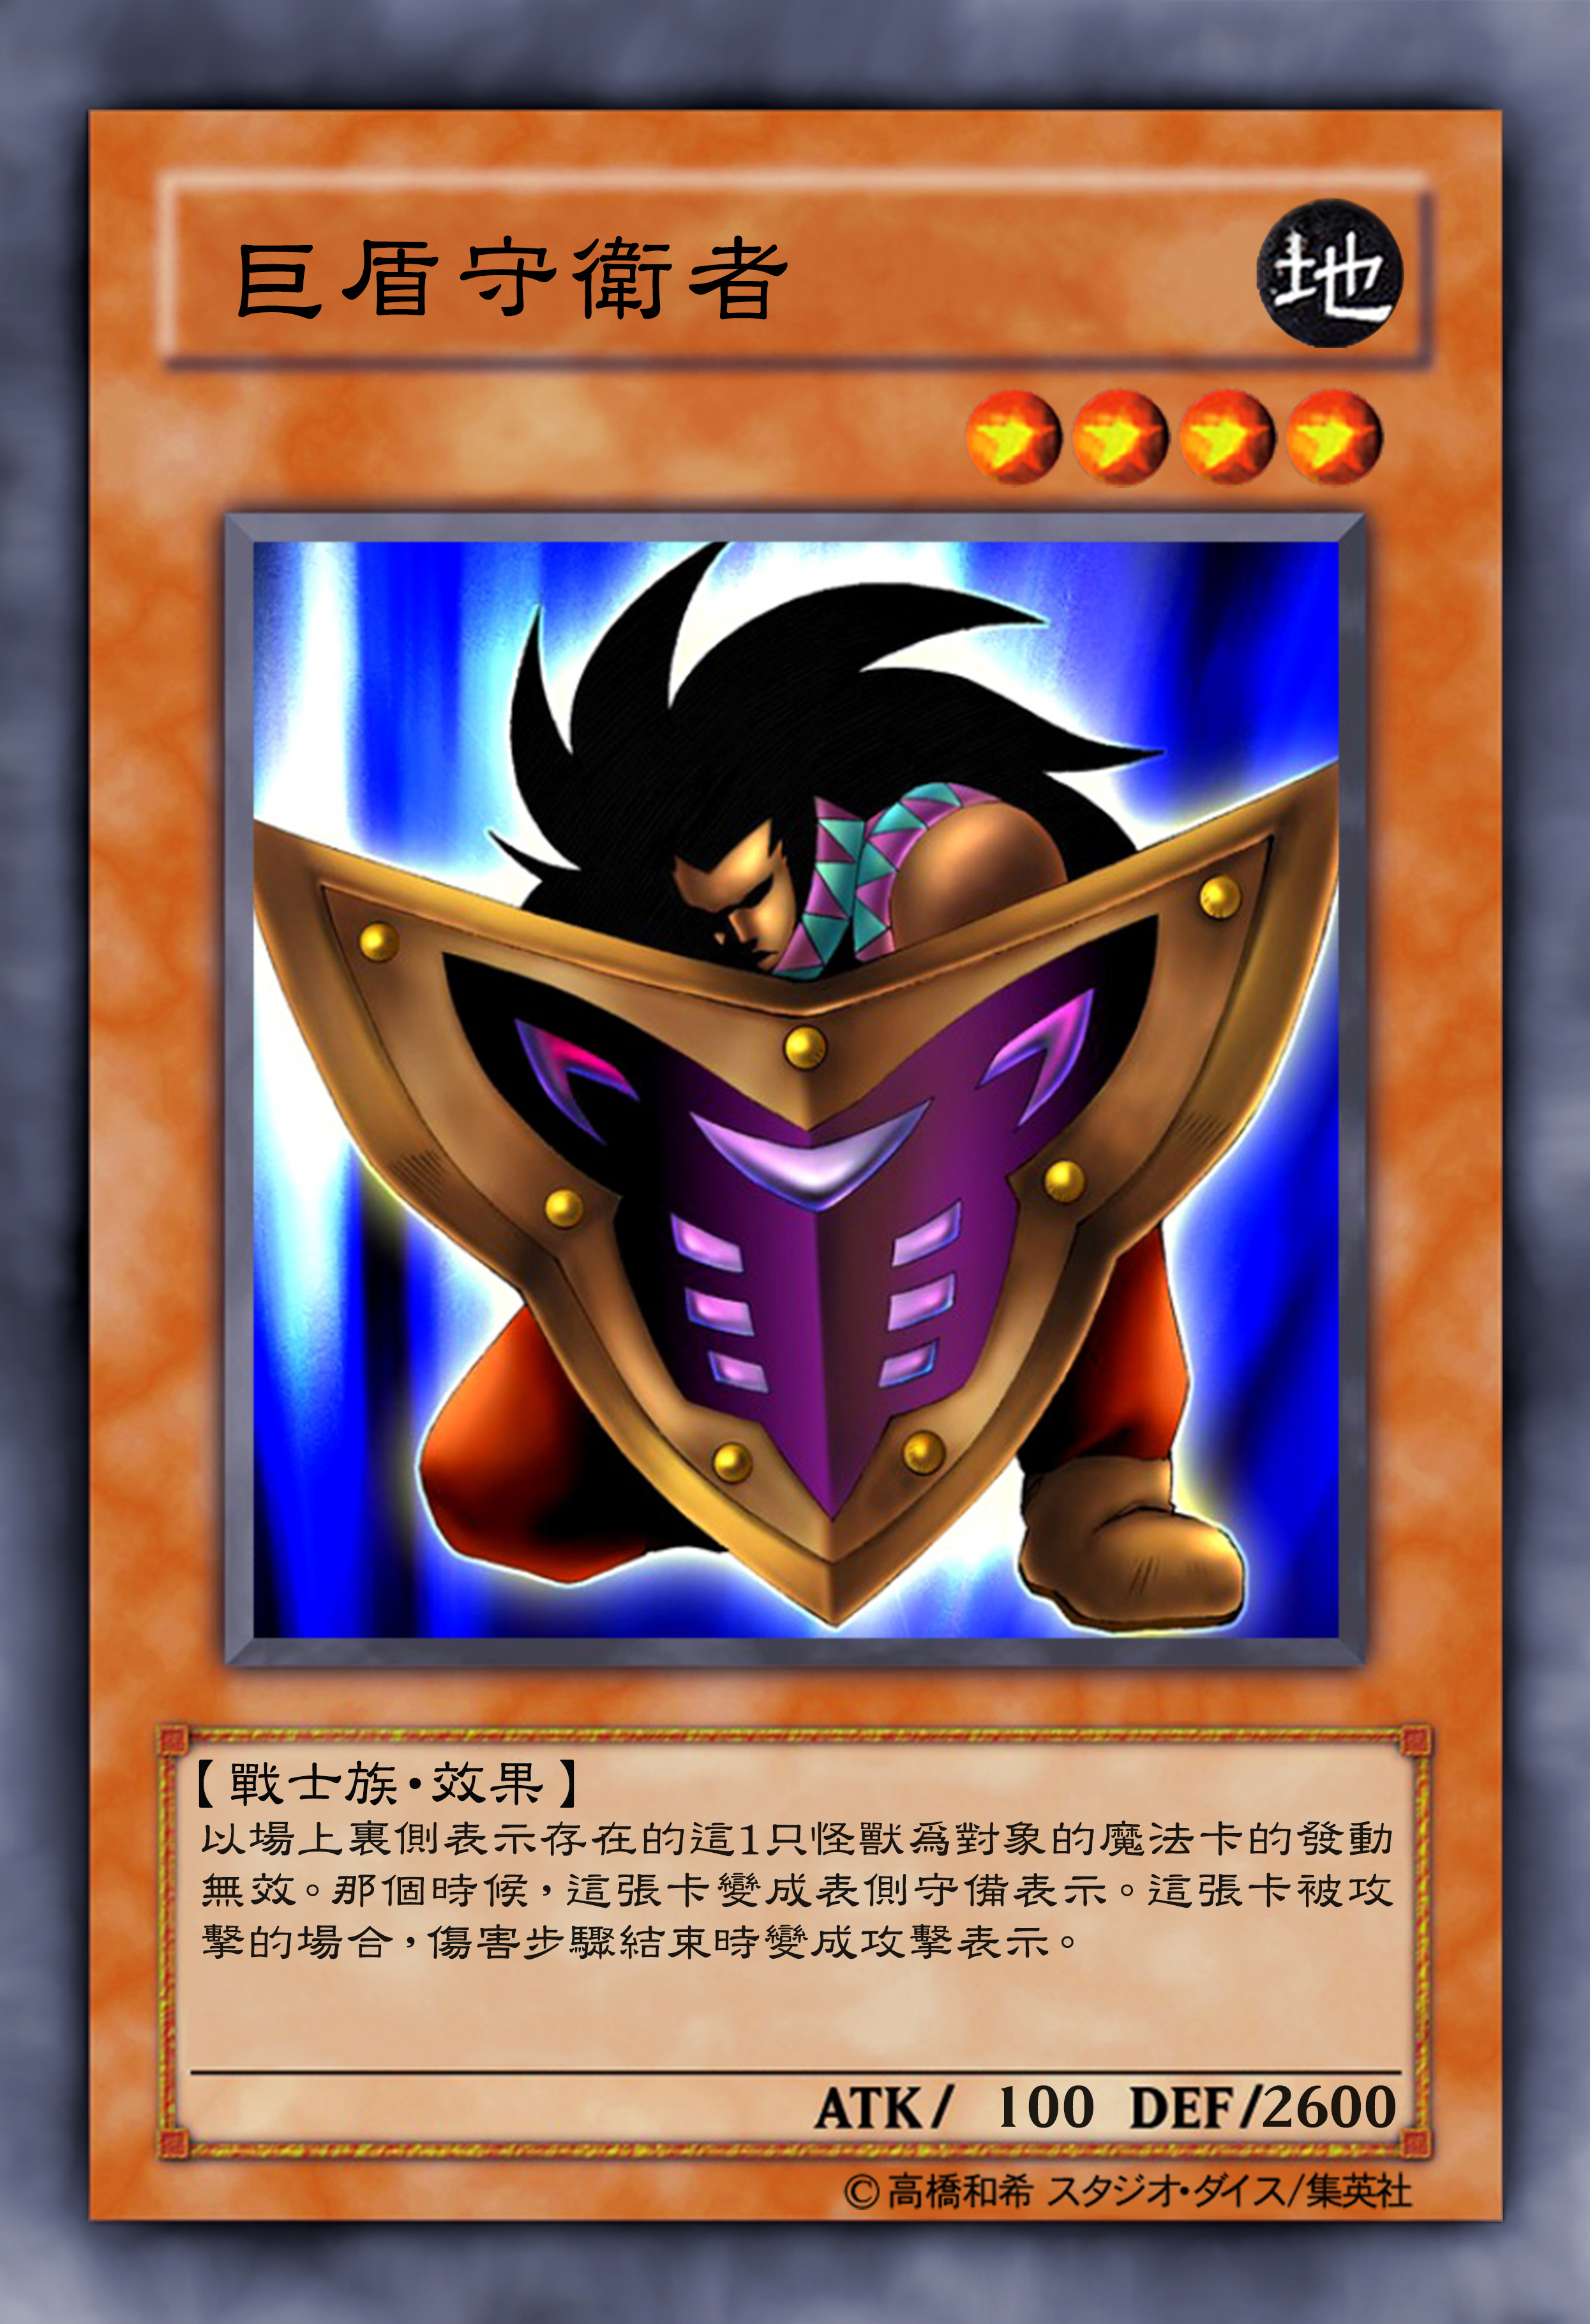 巨盾守衛者
地
【戰士族・效果】
以場上裏側表示存在的這1只怪獸爲對象的魔法卡的發動
無效。那個時候，這張卡變成表側守備表示。這張卡被攻
擊的場合，傷害步驟結束時變成攻擊表示。
ATK/ 100 DEF/2600
©高橋和希 スタジオ・ダイス/集英社